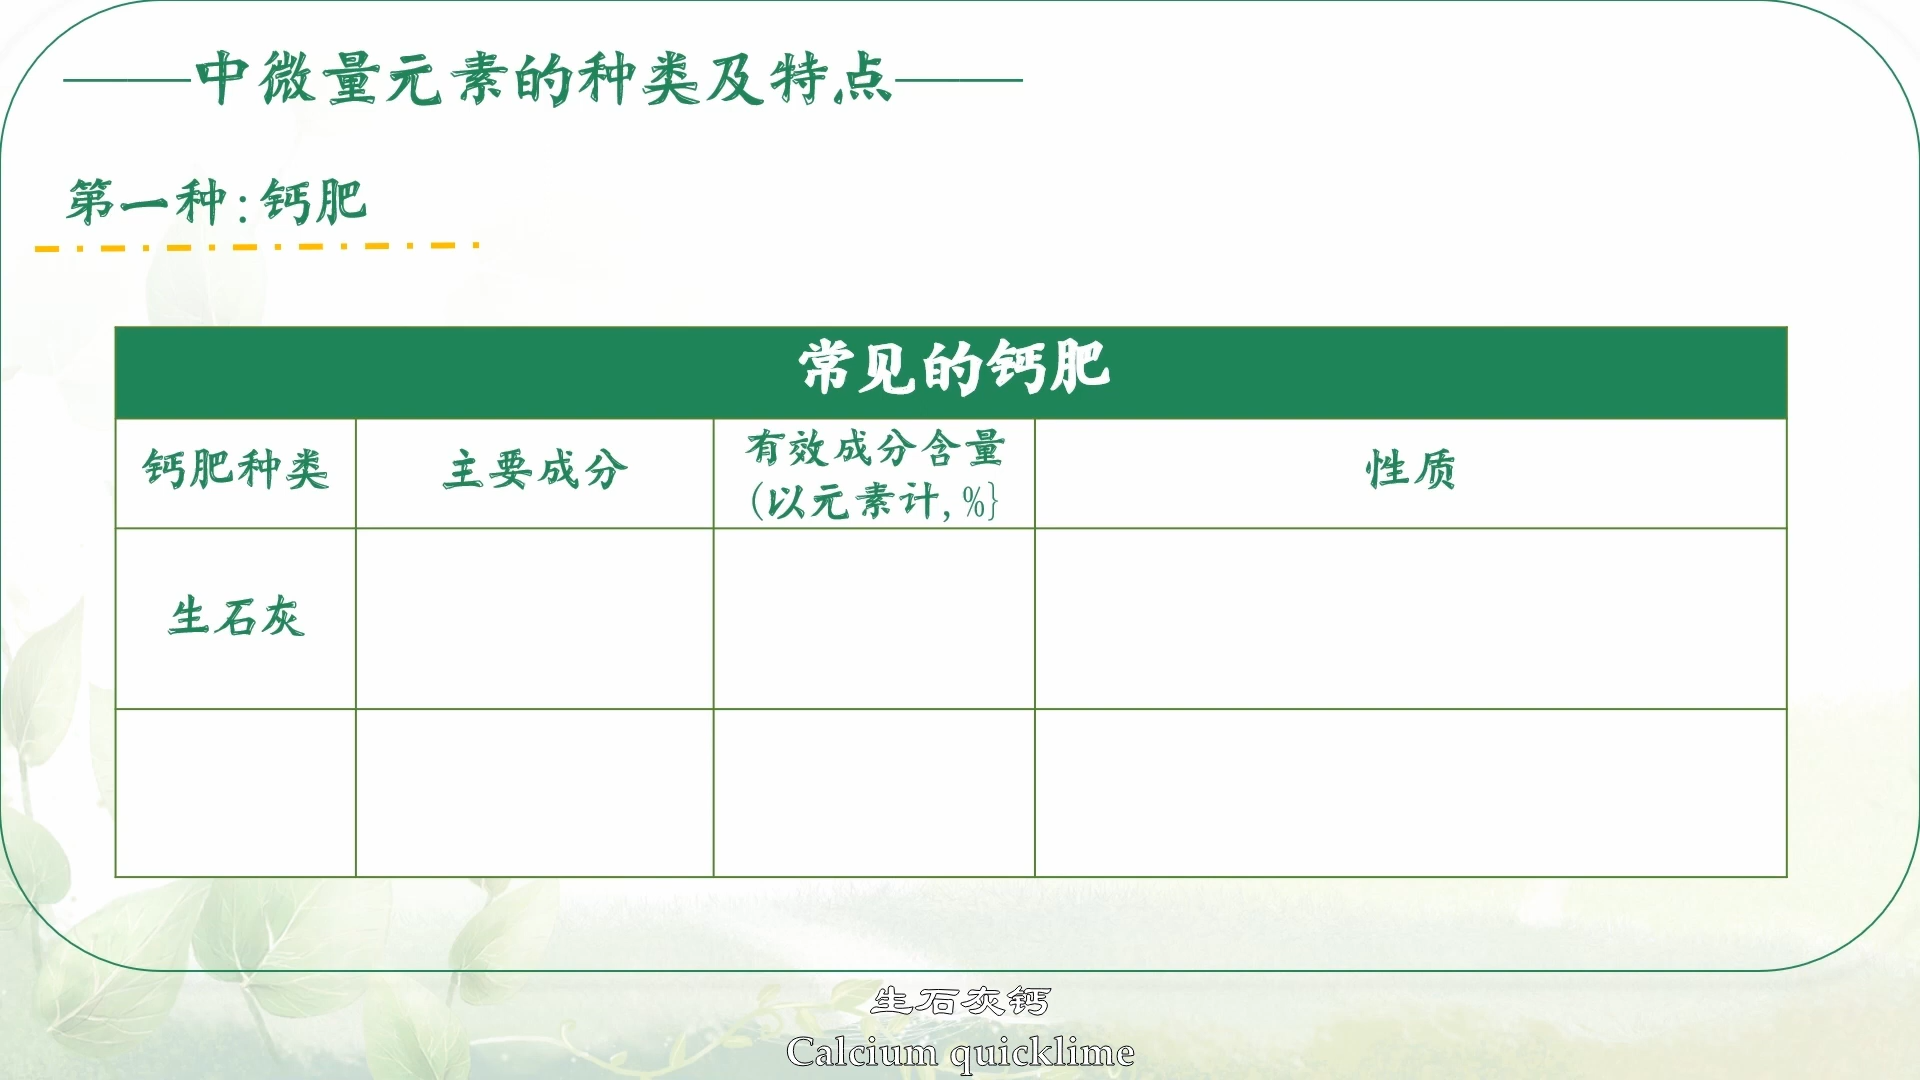 ——中微量元素的种类及特点——
第一种:钙肥
常见的钙肥
钙肥种类
主要成分
有效成分含量
(以元素计,%}
性质
生石灰
生石灰钙
Calcium quicklime